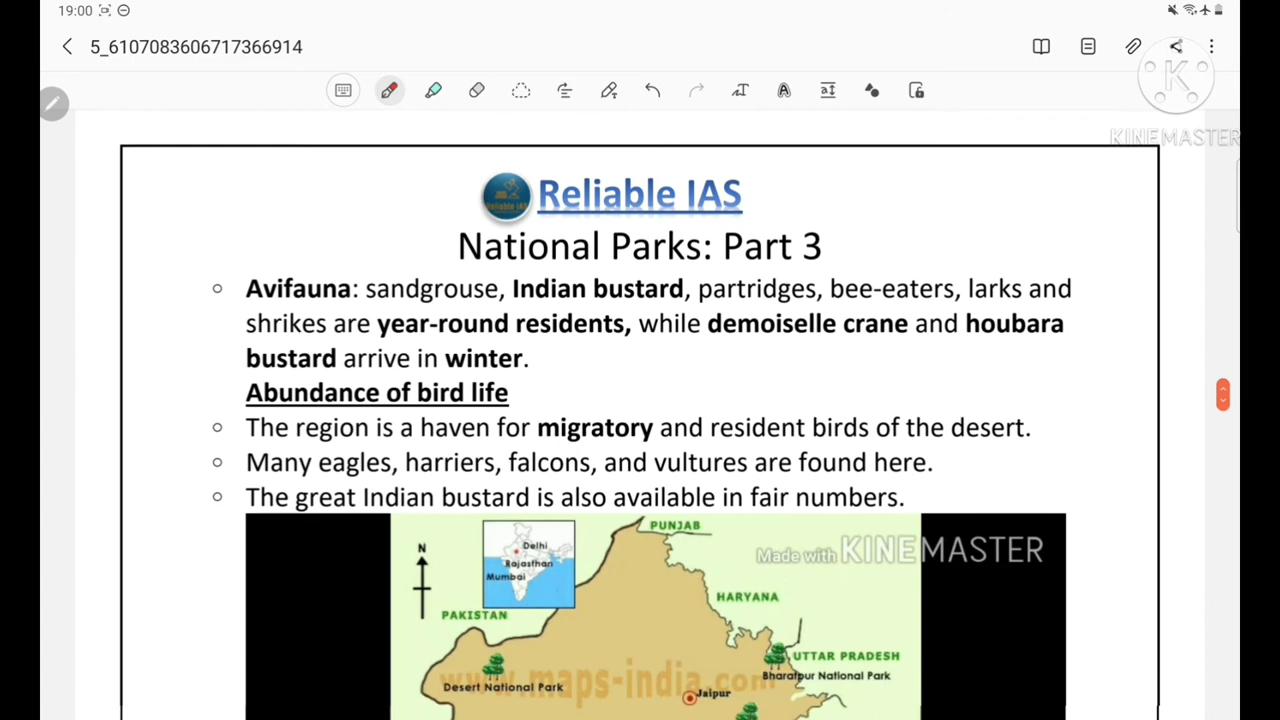 19:00
5_6107083606717366914
KINEMASTER
Reliable IAS
National Parks: Part 3
Avifauna: sandgrouse, Indian bustard, partridges, bee-eaters, larks and
shrikes are year-round residents, while demoiselle crane and houbara
bustard arrive in winter.
Abundance of bird life
The region is a haven for migratory and resident birds of the desert.
Many eagles, harriers, falcons, and vultures are found here.
The great Indian bustard is also available in fair numbers.
PUNJAB
Delhi
Rajasthan
Mumbai
N
Made with KINEMASTER
HARYANA
PAKISTAN
UTTAR PRADESH
Bharatpur National Park
www.maps-india.com
Desert National Park
Jaipur